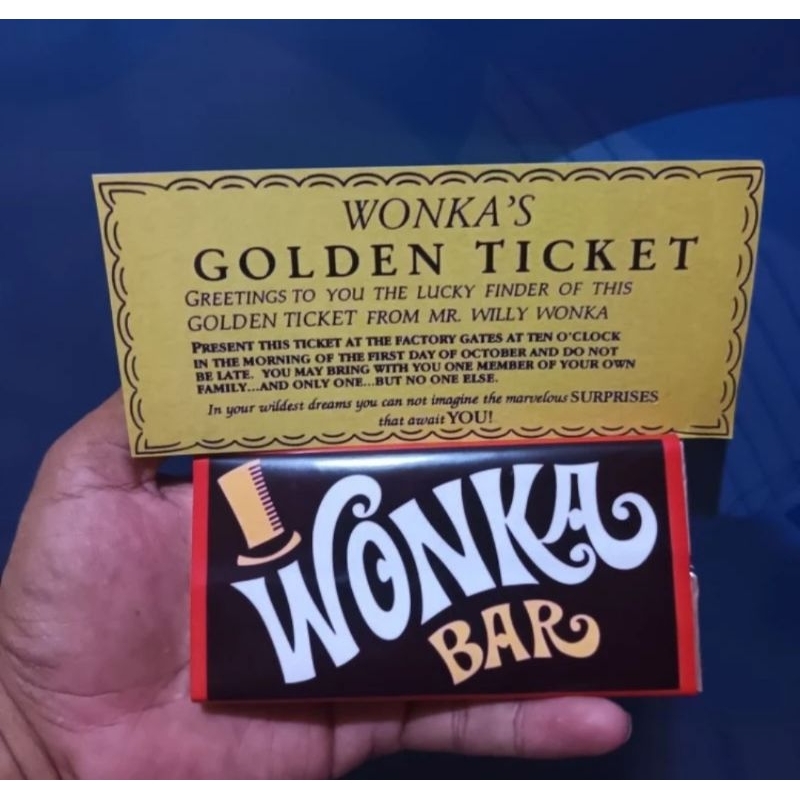 WONKA'S
GOLDEN TICKET
GREETINGS TO YOU THE LUCKY FINDER OF THIS
GOLDEN TICKET FROM MR. WILLY WONKA
PRESENT THIS TICKET AT THE FACTORY GATES AT TEN O'CLOCK
IN THE MORNING OF THE FIRST DAY OF OCTOBER AND DO NOT
BE LATE. YOU MAY BRING WITH YOU ONE MEMBER OF YOUR OWN
FAMILY...AND ONLY ONE...BUT NO ONE ELSE.
In your wildest dreams you can not imagine the marvelous SURPRISES
that await YOU!
WONKA
BAR